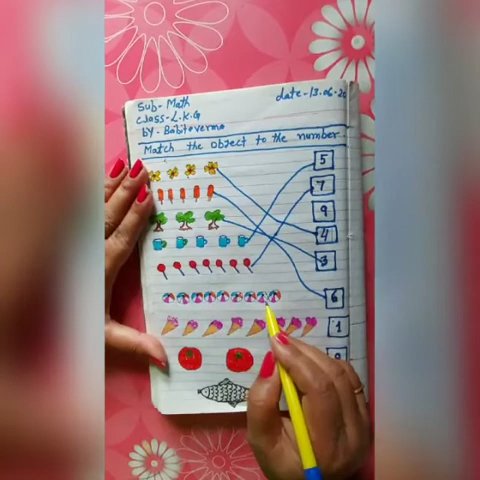 Sub- Math
date-13.06.20
class-L.K.G
by- Babitaverma
Match the object to the number
5
7
9
4
3
6
1